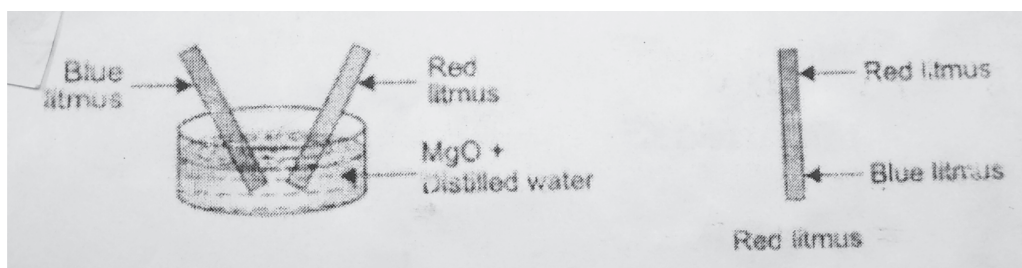 Blue
litmus
Red
litmus
MgO +
Distilled water
Red litmus
Blue litmus
Red litmus